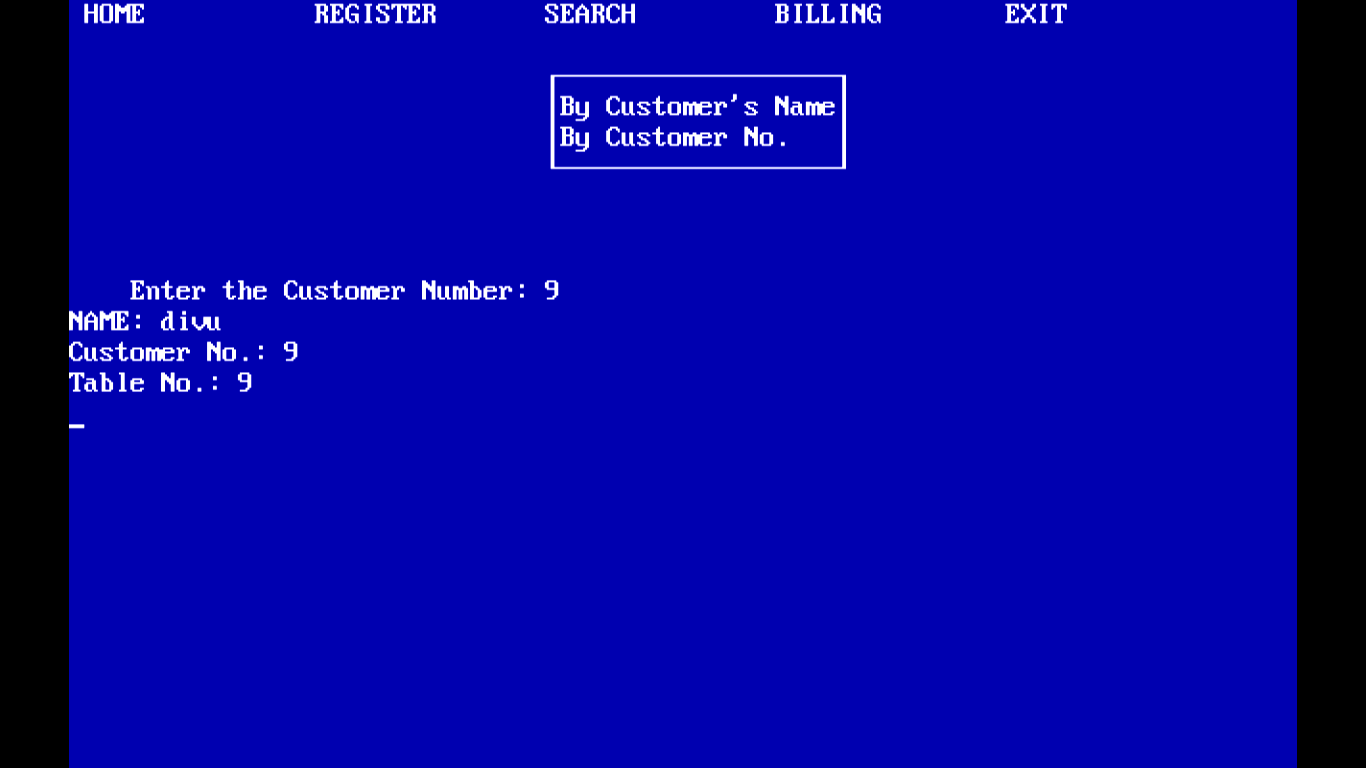 HOME REGISTER SEARCH BILLING EXIT
By Customer's Name
By Customer No.
Enter the Customer Number: 9
NAME: divu
Customer No.: 9
Table No.: 9